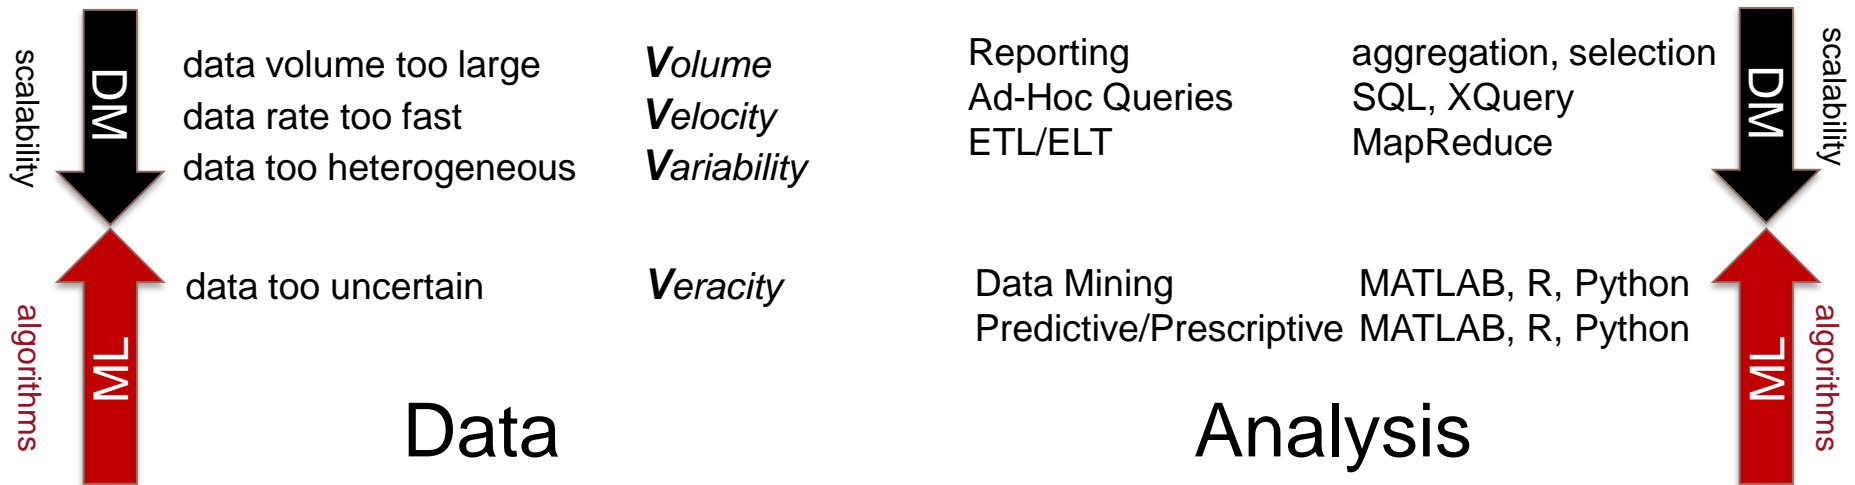 scalability
DM
data volume too large Volume
data rate too fast Velocity
data too heterogeneous Variability
algorithms
ML
data too uncertain Veracity
Data
Reporting aggregation, selection
Ad-Hoc Queries SQL, XQuery
ETL/ELT MapReduce
DM
scalability
Data Mining MATLAB, R, Python
Predictive/Prescriptive MATLAB, R, Python
ML
algorithms
Analysis